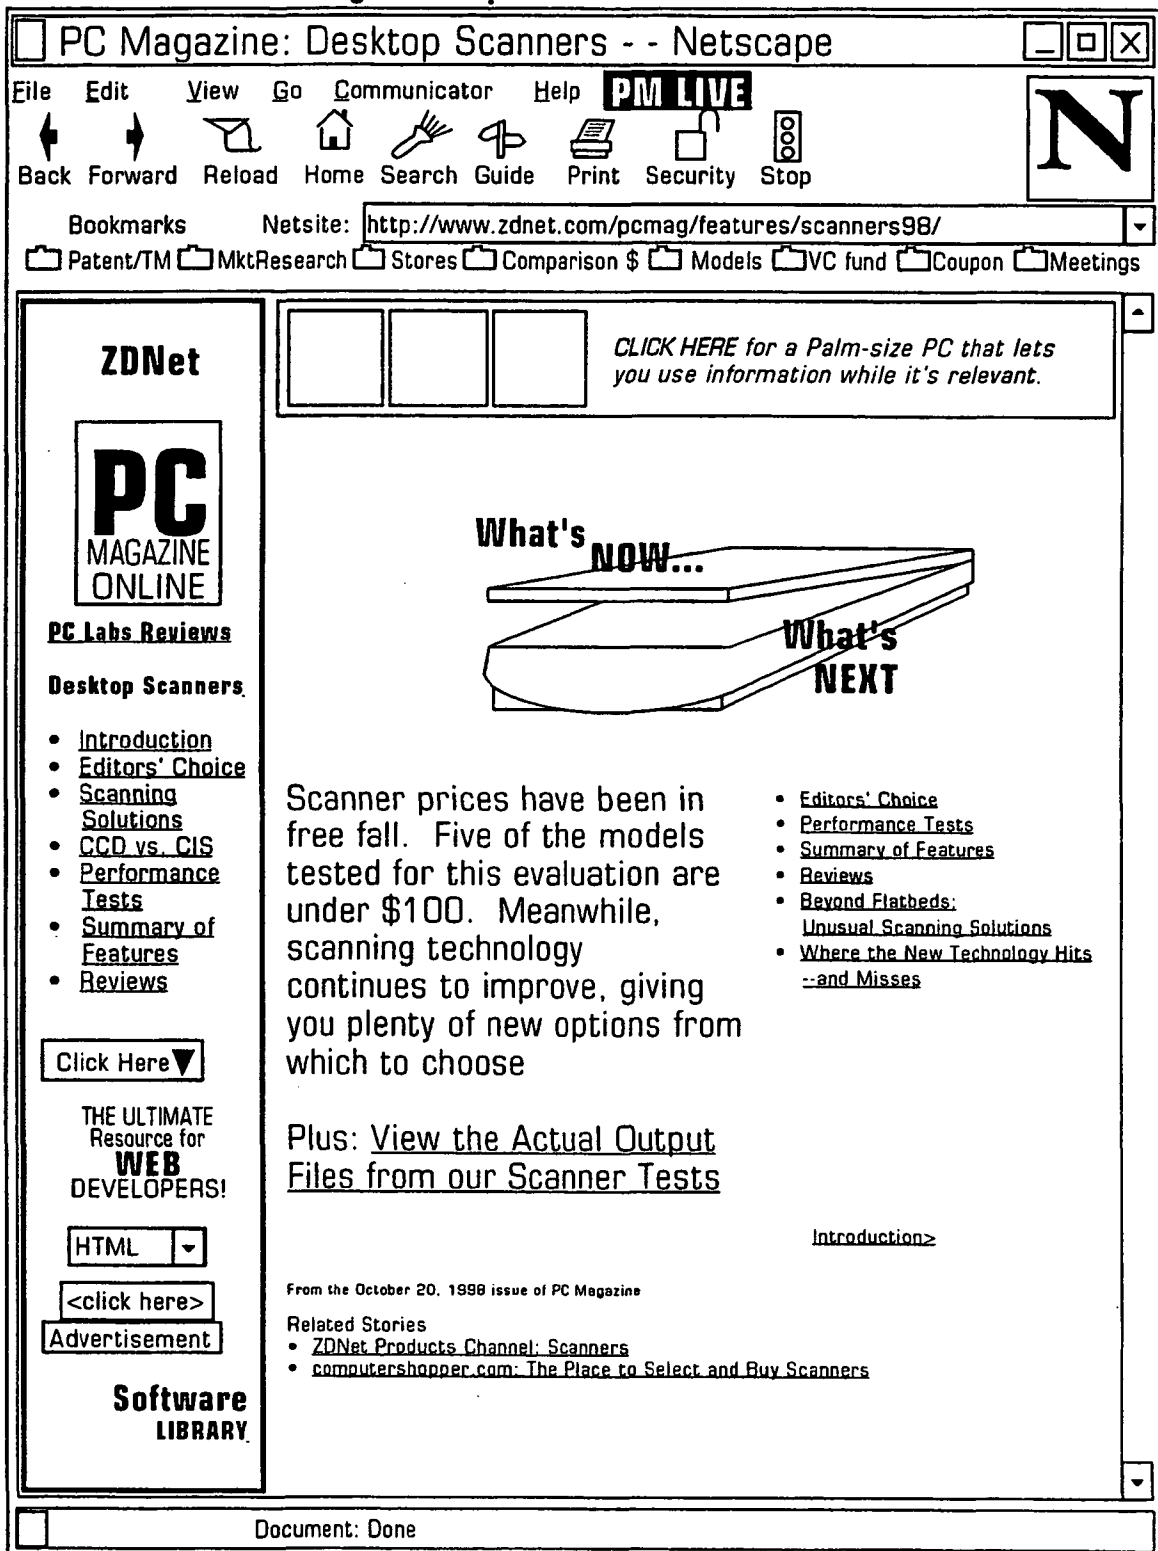 PC Magazine: Desktop Scanners - - Netscape
File Edit View Go Communicator Help PM LIVE
N
Back Forward Reload Home Search Guide Print Security Stop
Bookmarks Netsite: http://www.zdnet.com/pcmag/features/scanners98/
Patent/TM MktResearch Stores Comparison $ Models VC fund Coupon Meetings
ZDNet
PC
MAGAZINE
ONLINE
PC Labs Reviews
Desktop Scanners
• Introduction
• Editors' Choice
• Scanning
Solutions
• CCD vs. CIS
• Performance
Tests
• Summary of
Features
• Reviews
Click Here
THE ULTIMATE
Resource for
WEB
DEVELOPERS!
HTML
<click here>
Advertisement
Software
LIBRARY
CLICK HERE for a Palm-size PC that lets
you use information while it's relevant.
What's
NOW...
What's
NEXT
Scanner prices have been in
free fall. Five of the models
tested for this evaluation are
under $100. Meanwhile,
scanning technology
continues to improve, giving
you plenty of new options from
which to choose
Plus: View the Actual Output
Files from our Scanner Tests
• Editors' Choice
• Performance Tests
• Summary of Features
• Reviews
• Beyond Flatbeds:
Unusual Scanning Solutions
• Where the New Technology Hits
--and Misses
Introduction>
From the October 20, 1998 issue of PC Magazine
Related Stories
• ZDNet Products Channel: Scanners
• computershopper.com: The Place to Select and Buy Scanners
Document: Done